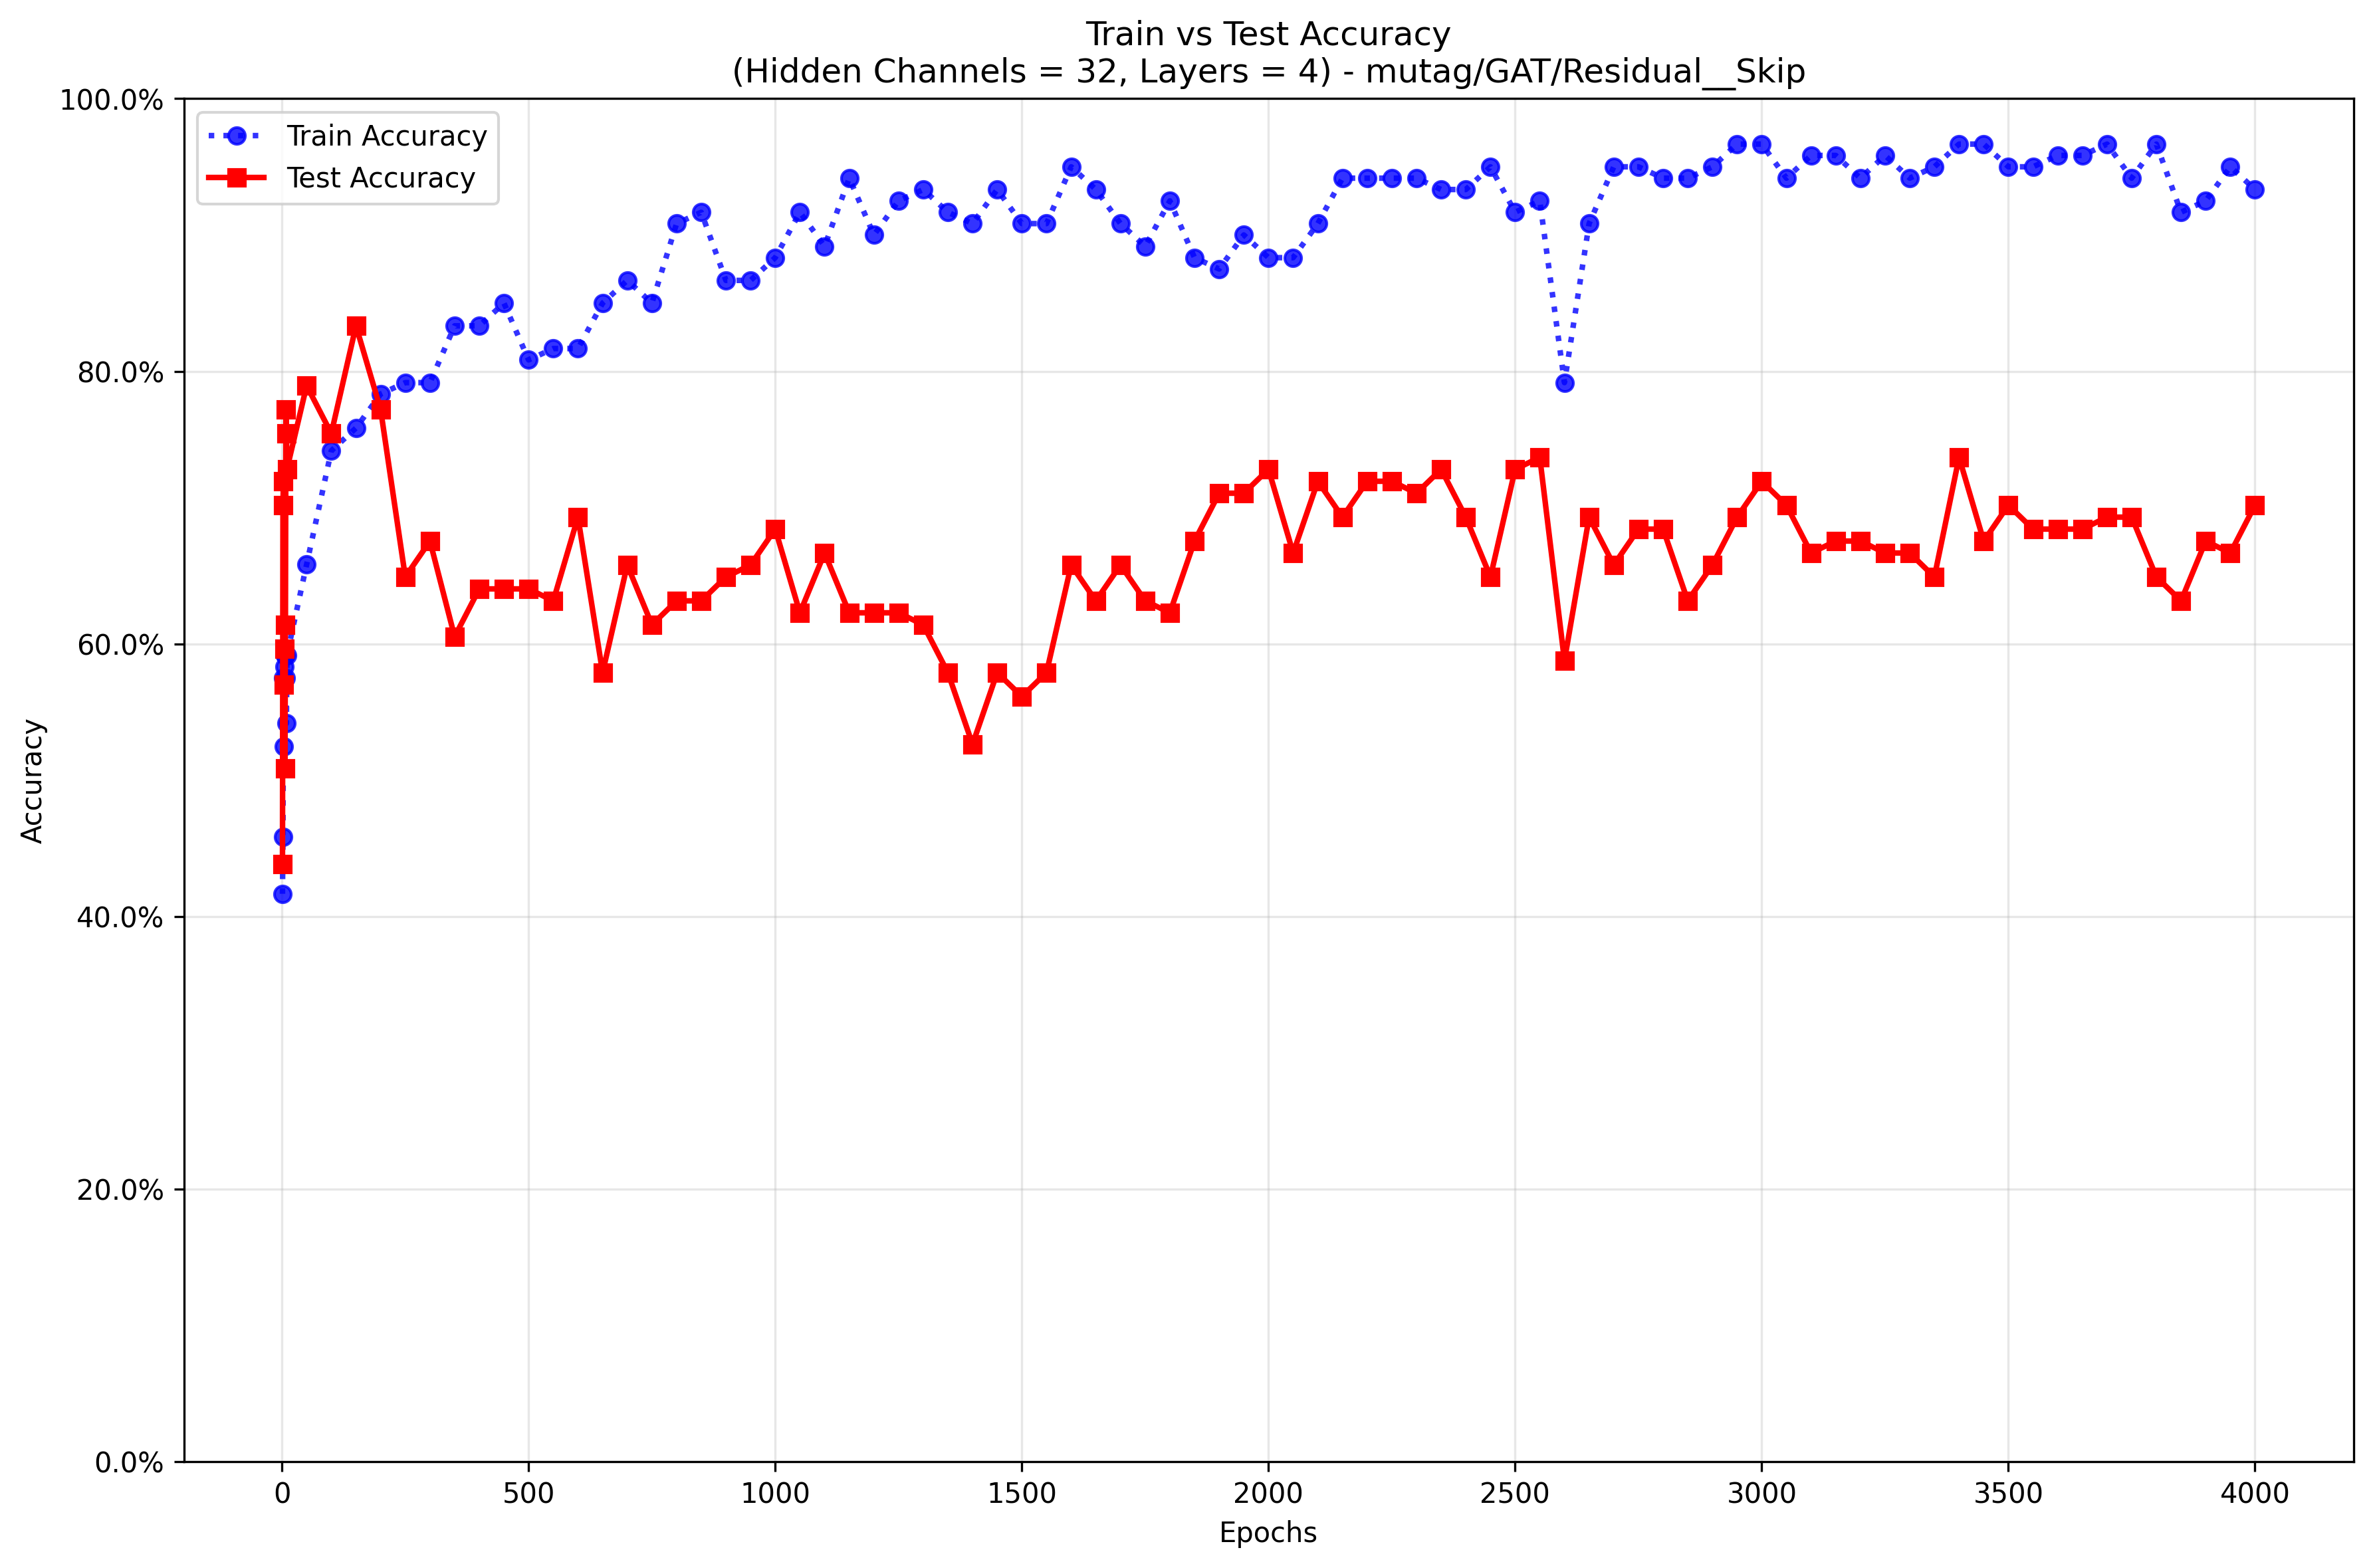 Train vs Test Accuracy
(Hidden Channels = 32, Layers = 4) - mutag/GAT/Residual__Skip
100.0%
80.0%
60.0%
40.0%
20.0%
0.0%
Accuracy
Train Accuracy
Test Accuracy
0 500 1000 1500 2000 2500 3000 3500 4000
Epochs